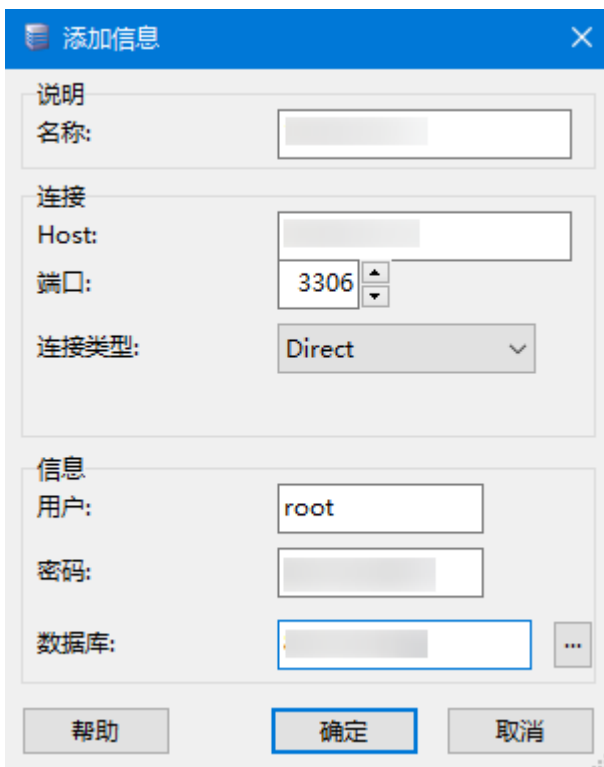 添加信息
说明
名称:
连接
Host:
端口: 3306
连接类型: Direct
信息
用户: root
密码:
数据库: ...
帮助 确定 取消